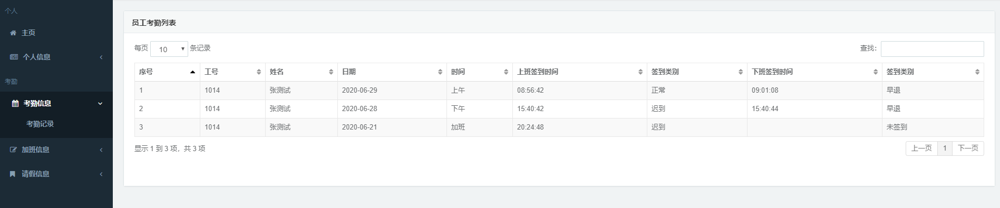 个人
主页
个人信息
考勤
考勤信息
考勤记录
加班信息
请假信息
员工考勤列表
每页 10 条记录
查找：
序号 工号 姓名 日期 时间 上班签到时间 签到类别 下班签到时间 签到类别
1 1014 张测试 2020-06-29 上午 08:56:42 正常 09:01:08 早退
2 1014 张测试 2020-06-28 下午 15:40:42 迟到 15:40:44 早退
3 1014 张测试 2020-06-21 加班 20:24:48 迟到 未签到
显示 1 到 3 项，共 3 项
上一页 1 下一页